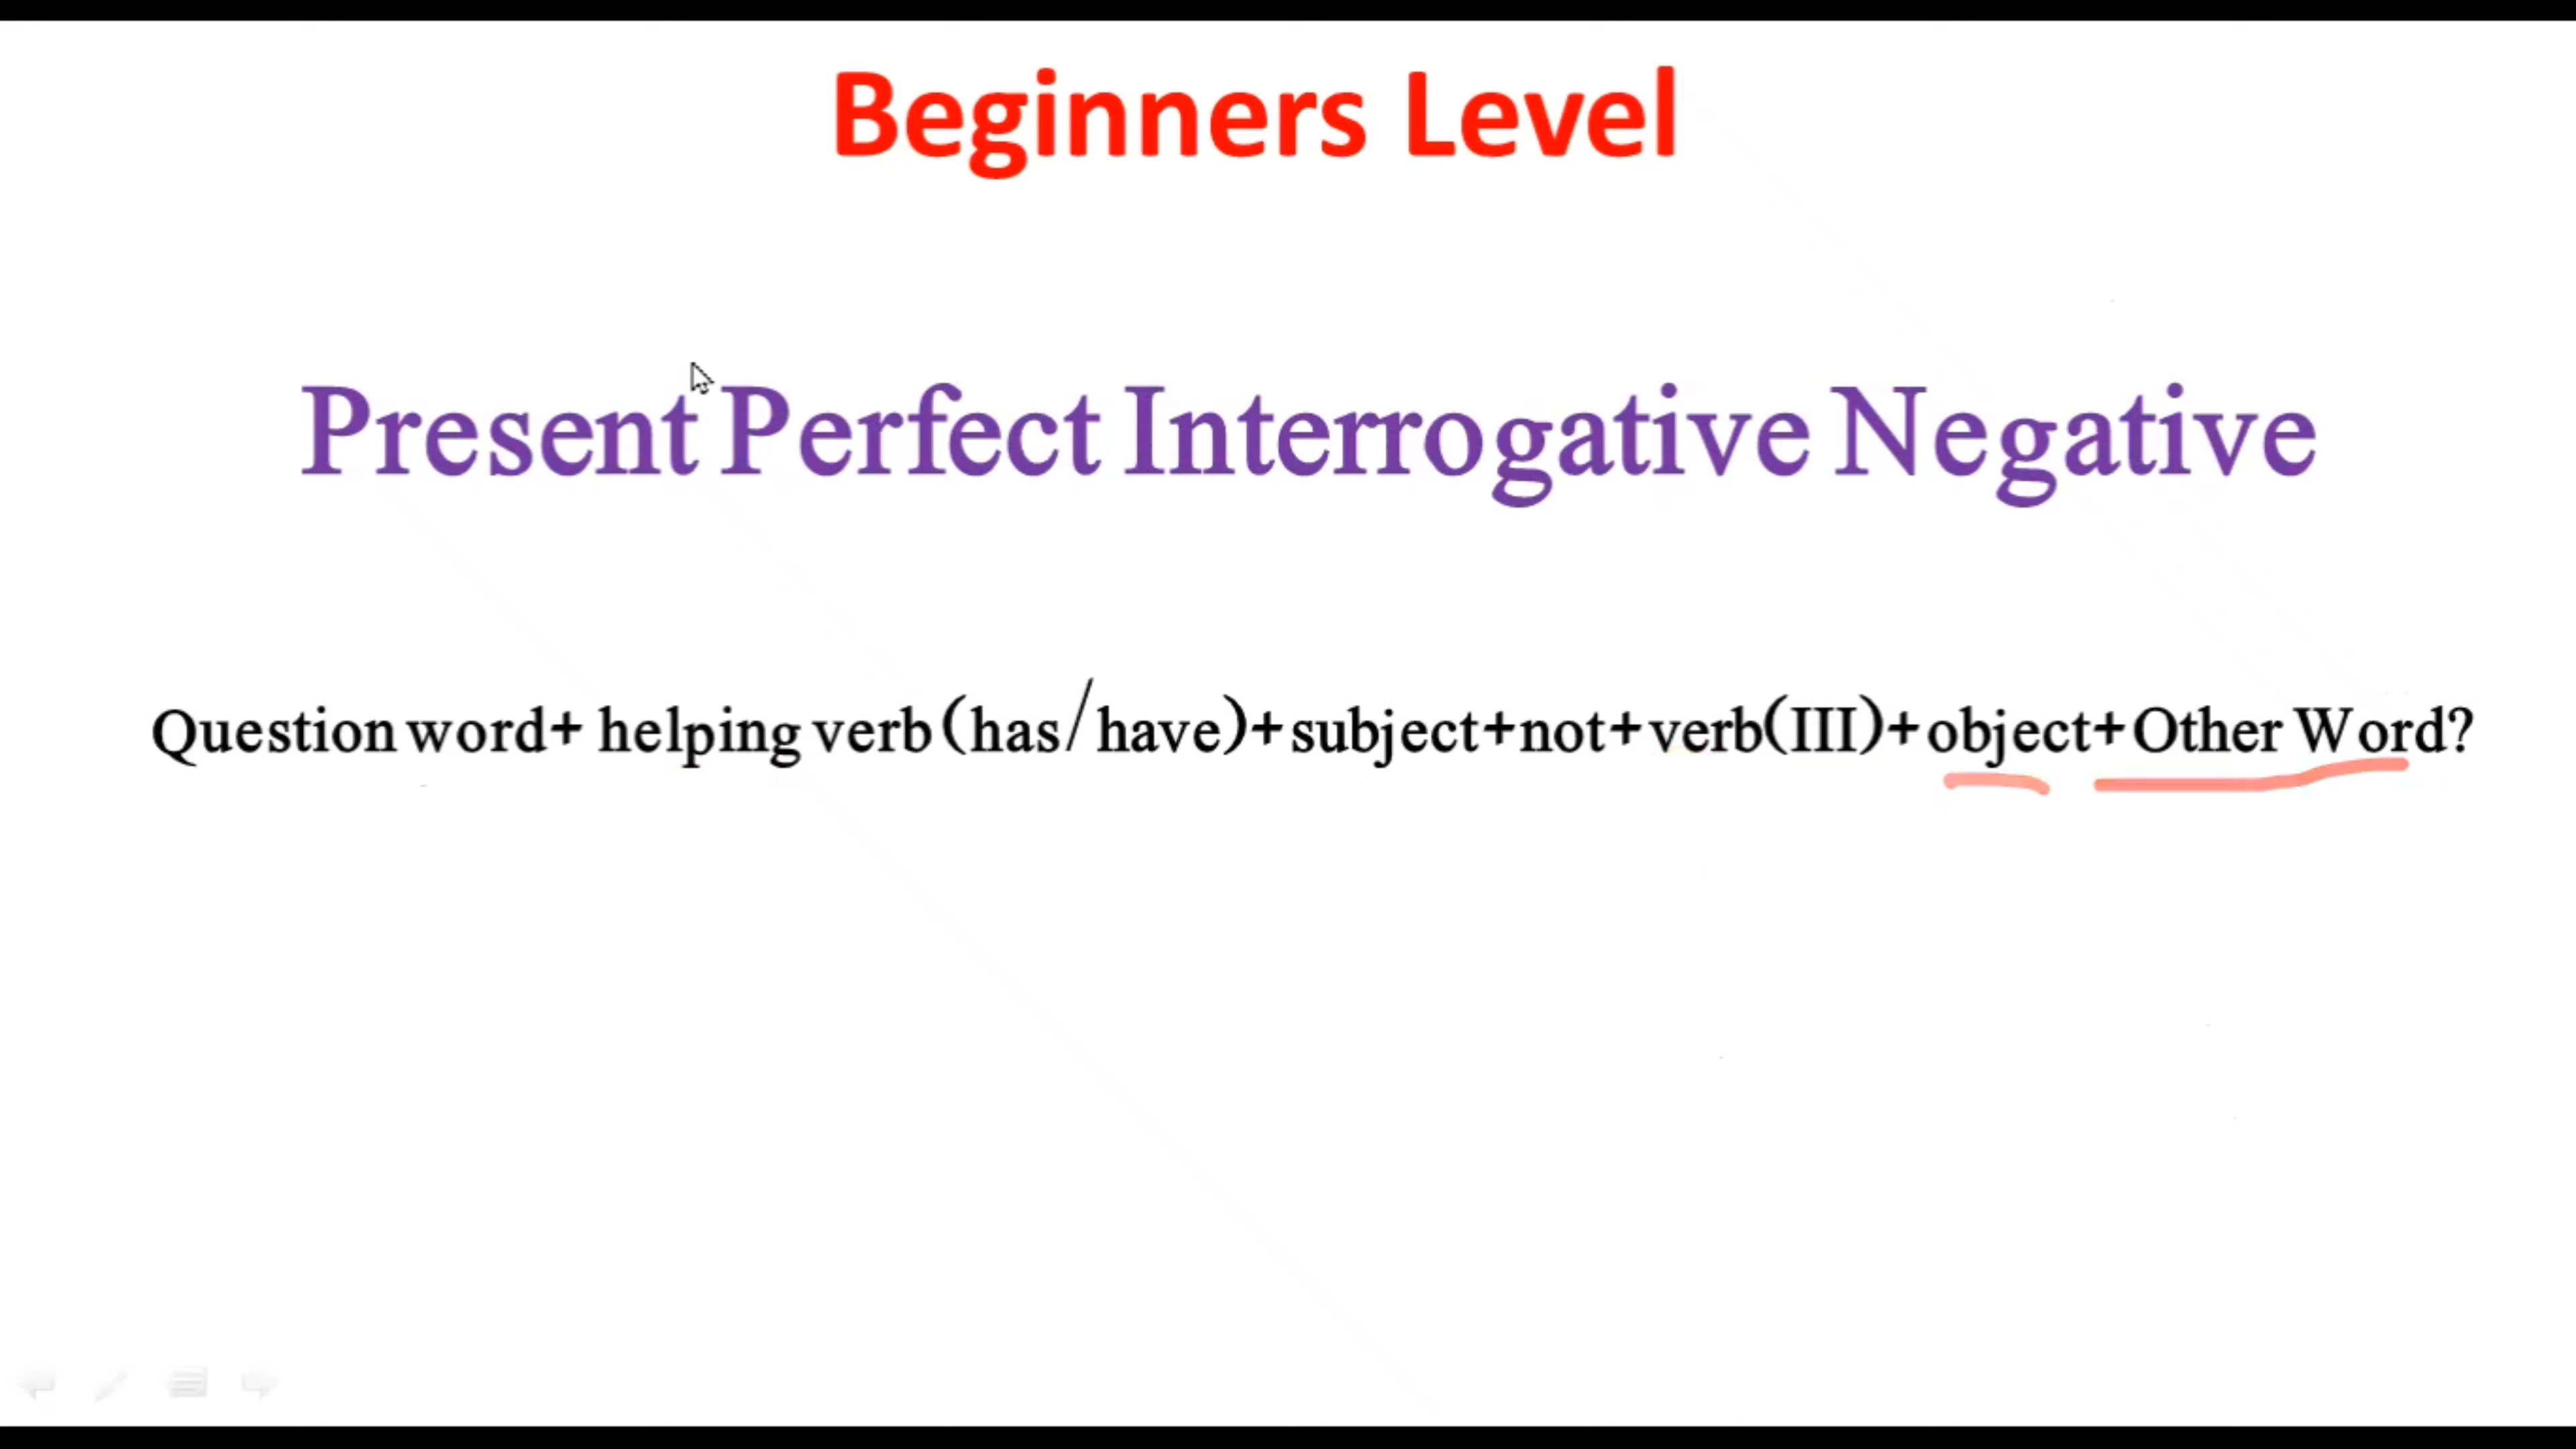 Beginners Level
Present Perfect Interrogative Negative
Question word+ helping verb (has/have)+subject+not+verb(III)+object+Other Word?